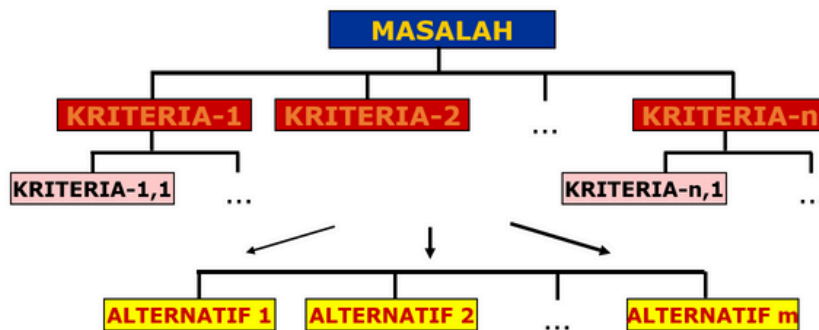 MASALAH
KRITERIA-1 KRITERIA-2 ... KRITERIA-n
KRITERIA-1,1 ... KRITERIA-n,1 ...
ALTERNATIF 1 ALTERNATIF 2 ... ALTERNATIF m